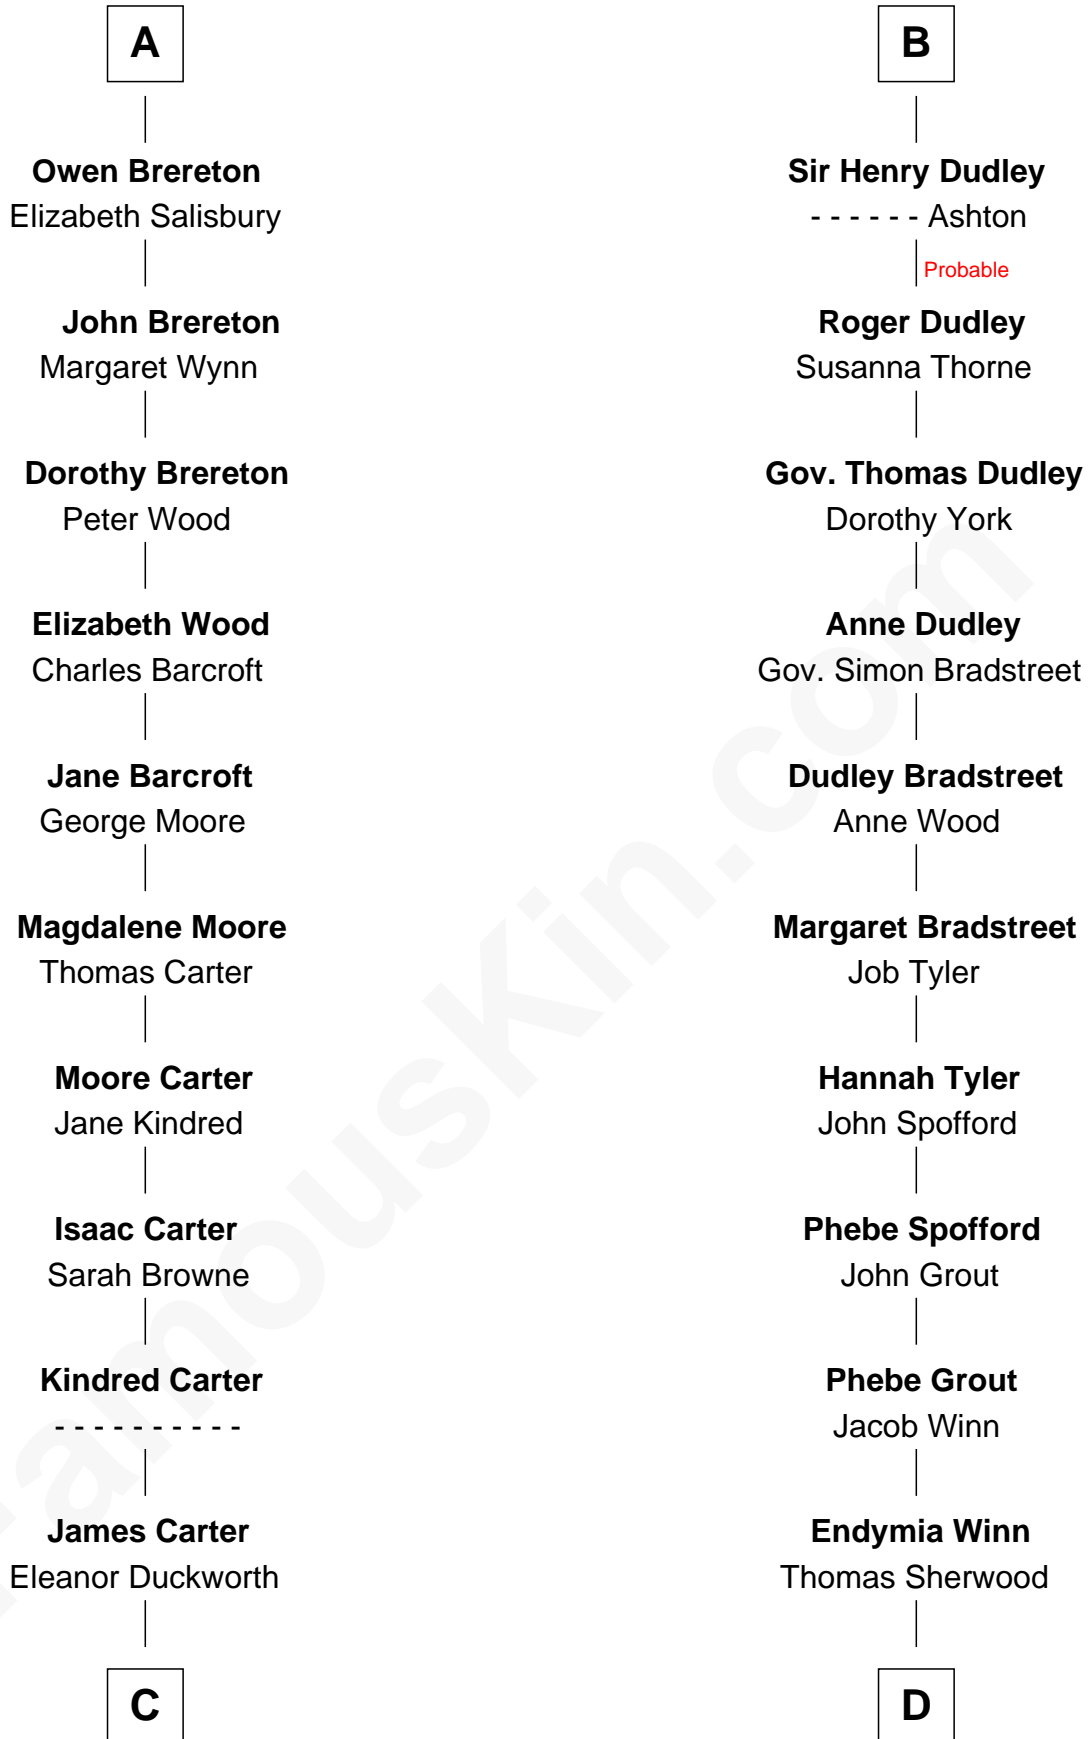 A
Owen Brereton
Elizabeth Salisbury
John Brereton
Margaret Wynn
Dorothy Brereton
Peter Wood
Elizabeth Wood
Charles Barcroft
Jane Barcroft
George Moore
Magdalene Moore
Thomas Carter
Moore Carter
Jane Kindred
Isaac Carter
Sarah Browne
Kindred Carter
- - - - - - - - - -
James Carter
Eleanor Duckworth
C
B
Sir Henry Dudley
- - - - - - Ashton
Probable
Roger Dudley
Susanna Thorne
Gov. Thomas Dudley
Dorothy York
Anne Dudley
Gov. Simon Bradstreet
Dudley Bradstreet
Anne Wood
Margaret Bradstreet
Job Tyler
Hannah Tyler
John Spofford
Phebe Spofford
John Grout
Phebe Grout
Jacob Winn
Endymia Winn
Thomas Sherwood
D
FamousKin.com